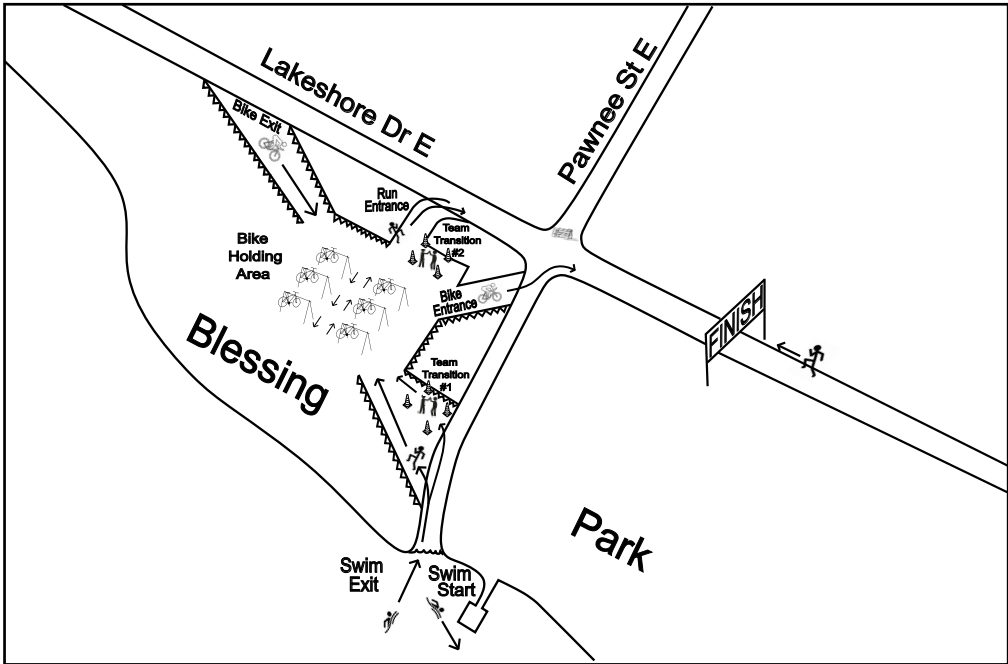 Lakeshore Dr E
Pawnee St E
Bike Exit
Run
Entrance
Team
Transition
#2
Bike
Holding
Area
Bike
Entrance
FINISH
Blessing
Team
Transition
#1
Park
Swim
Exit
Swim
Start